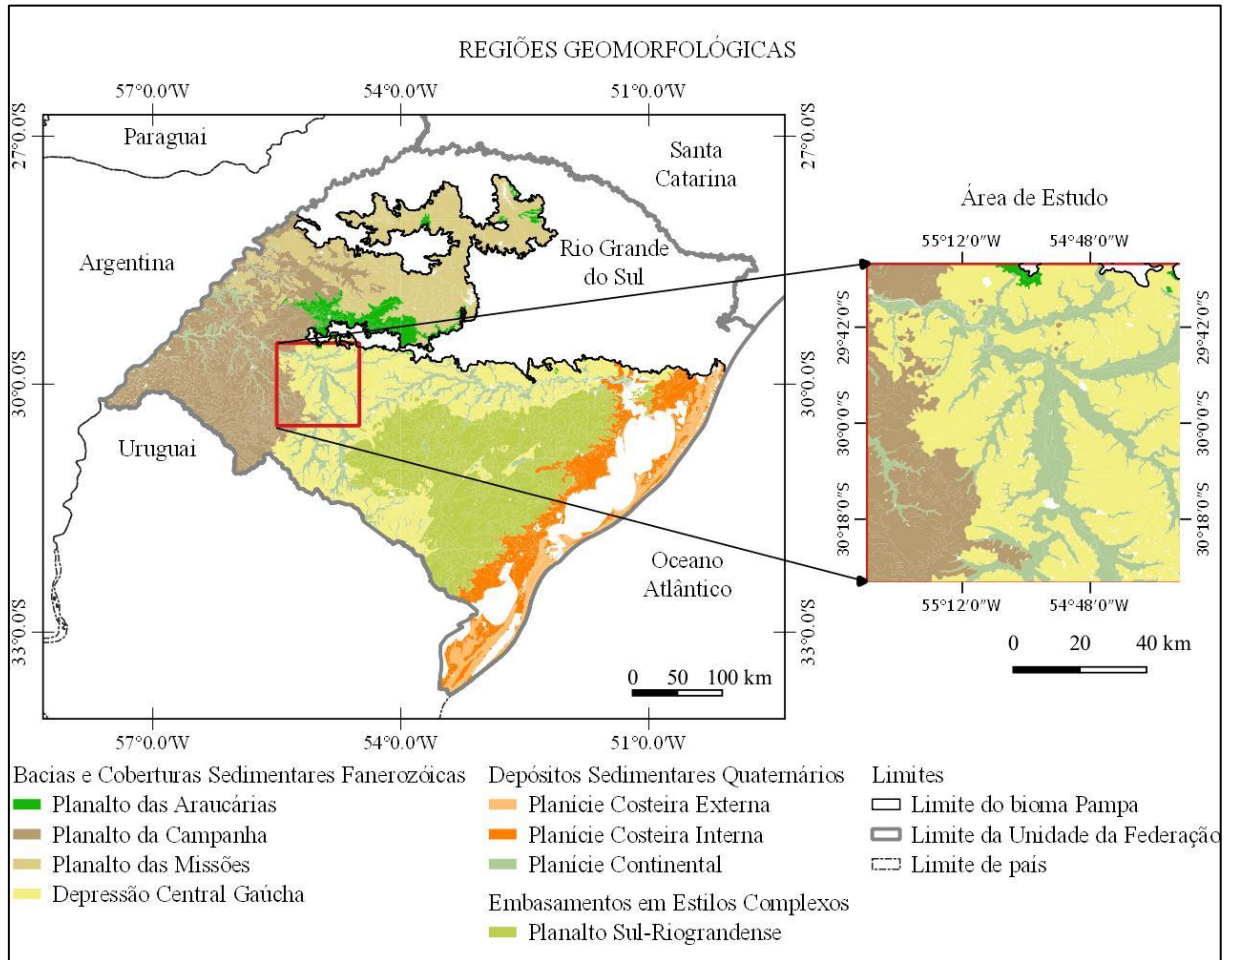 REGIÕES GEOMORFOLÓGICAS
57°0.0'W 54°0.0'W 51°0.0'W
27°0.0'S
27°0.0'S
Paraguai
Santa
Catarina
Argentina
Rio Grande
do Sul
30°0.0'S
30°0.0'S
Uruguai
Oceano
Atlântico
33°0.0'S
33°0.0'S
0 50 100 km
57°0.0'W 54°0.0'W 51°0.0'W
Área de Estudo
55°12'0"W 54°48'0"W
29°42'0"S
29°42'0"S
30°0'0"S
30°0'0"S
30°18'0"S
30°18'0"S
55°12'0"W 54°48'0"W
0 20 40 km
Bacias e Coberturas Sedimentares Fanerozóicas
Planalto das Araucárias
Planalto da Campanha
Planalto das Missões
Depressão Central Gaúcha
Depósitos Sedimentares Quaternários
Planície Costeira Externa
Planície Costeira Interna
Planície Continental
Embasamentos em Estilos Complexos
Planalto Sul-Riograndense
Limites
Limite do bioma Pampa
Limite da Unidade da Federação
Limite de país